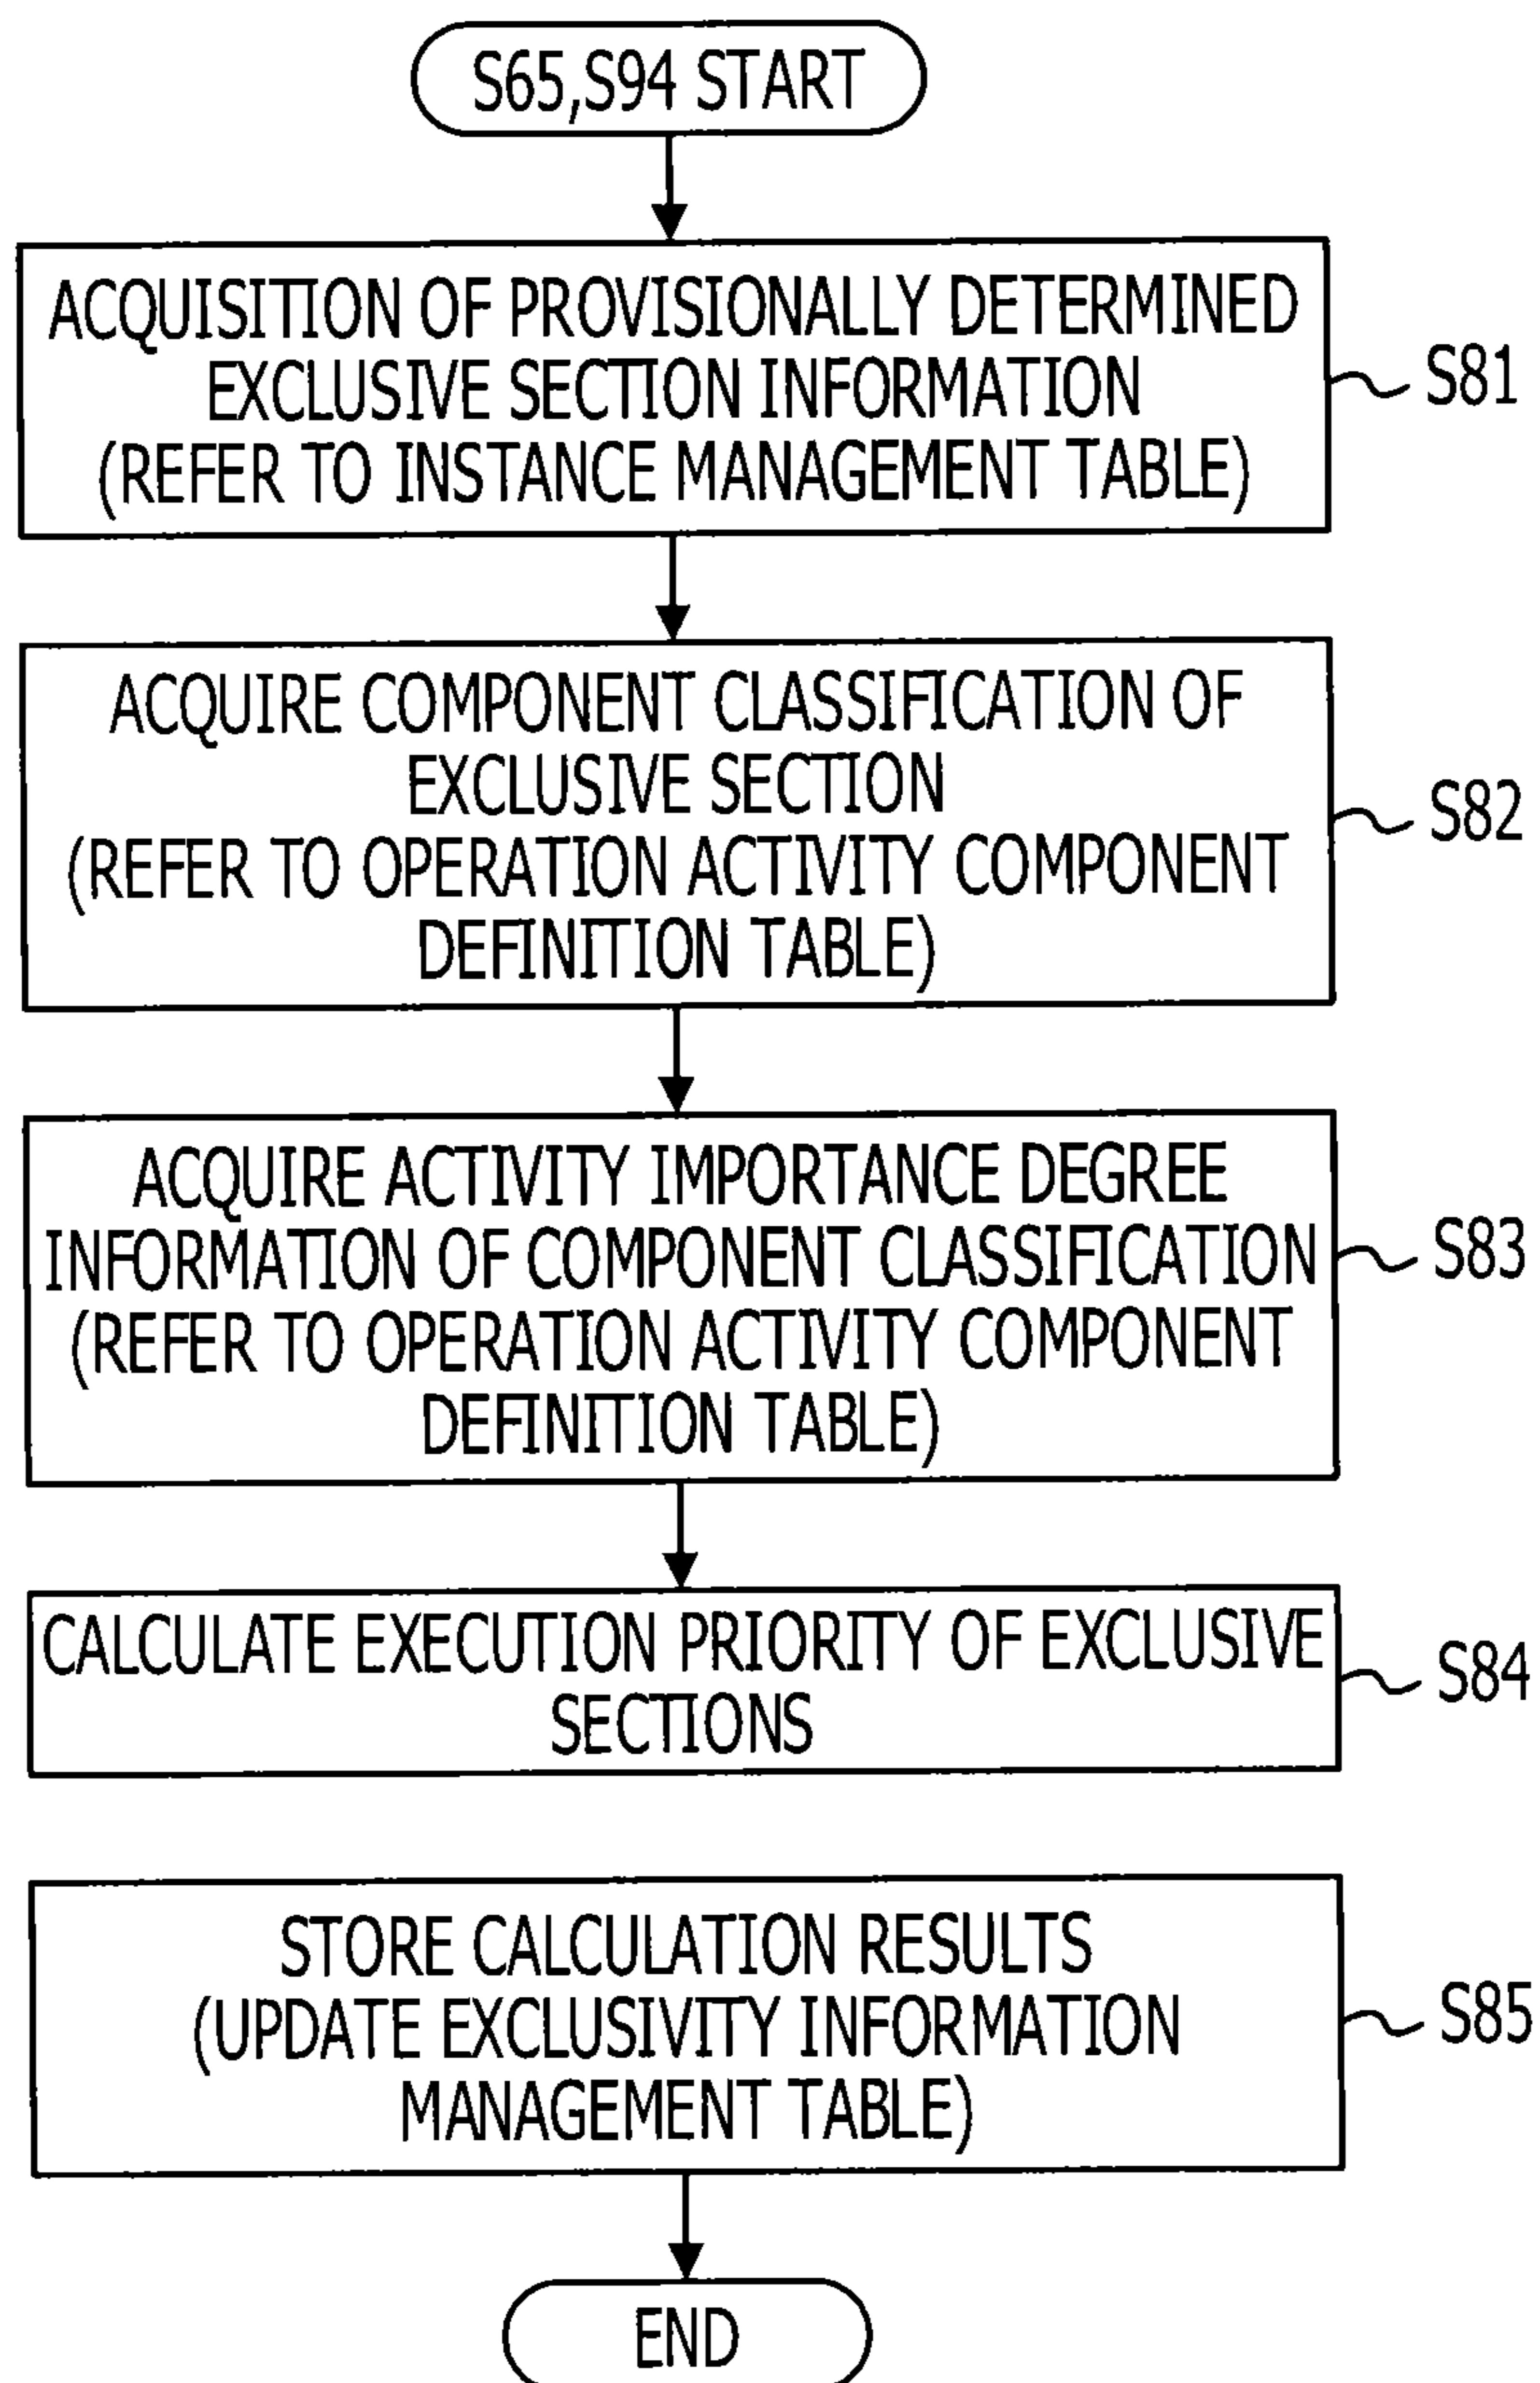 S65,S94 START
ACQUISITION OF PROVISIONALLY DETERMINED
EXCLUSIVE SECTION INFORMATION
(REFER TO INSTANCE MANAGEMENT TABLE)
S81
ACQUIRE COMPONENT CLASSIFICATION OF
EXCLUSIVE SECTION
(REFER TO OPERATION ACTIVITY COMPONENT
DEFINITION TABLE)
S82
ACQUIRE ACTIVITY IMPORTANCE DEGREE
INFORMATION OF COMPONENT CLASSIFICATION
(REFER TO OPERATION ACTIVITY COMPONENT
DEFINITION TABLE)
S83
CALCULATE EXECUTION PRIORITY OF EXCLUSIVE
SECTIONS
S84
STORE CALCULATION RESULTS
(UPDATE EXCLUSIVITY INFORMATION
MANAGEMENT TABLE)
S85
END